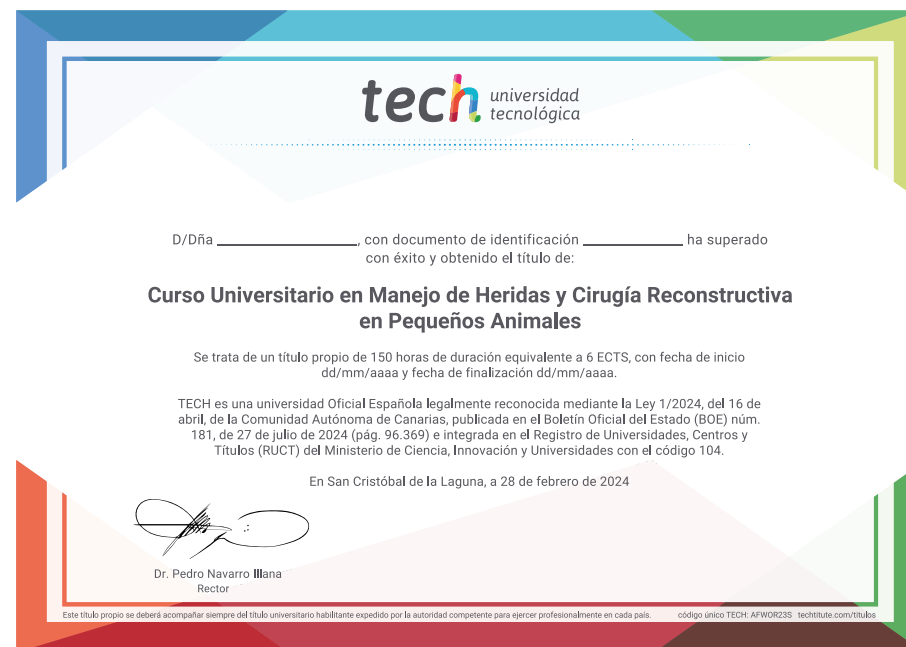 tech universidad
tecnológica
D/Dña ________________, con documento de identificación ____________ ha superado
con éxito y obtenido el título de:
Curso Universitario en Manejo de Heridas y Cirugía Reconstructiva
en Pequeños Animales
Se trata de un título propio de 150 horas de duración equivalente a 6 ECTS, con fecha de inicio
dd/mm/aaaa y fecha de finalización dd/mm/aaaa.
TECH es una universidad Oficial Española legalmente reconocida mediante la Ley 1/2024, del 16 de
abril, de la Comunidad Autónoma de Canarias, publicada en el Boletín Oficial del Estado (BOE) núm.
181, de 27 de julio de 2024 (pág. 96.369) e integrada en el Registro de Universidades, Centros y
Títulos (RUCT) del Ministerio de Ciencia, Innovación y Universidades con el código 104.
En San Cristóbal de la Laguna, a 28 de febrero de 2024
Dr. Pedro Navarro Illana
Rector
Este título propio se deberá acompañar siempre del título universitario habilitante expedido por la autoridad competente para ejercer profesionalmente en cada país. código único TECH: AFWOR23S techtitute.com/titulos